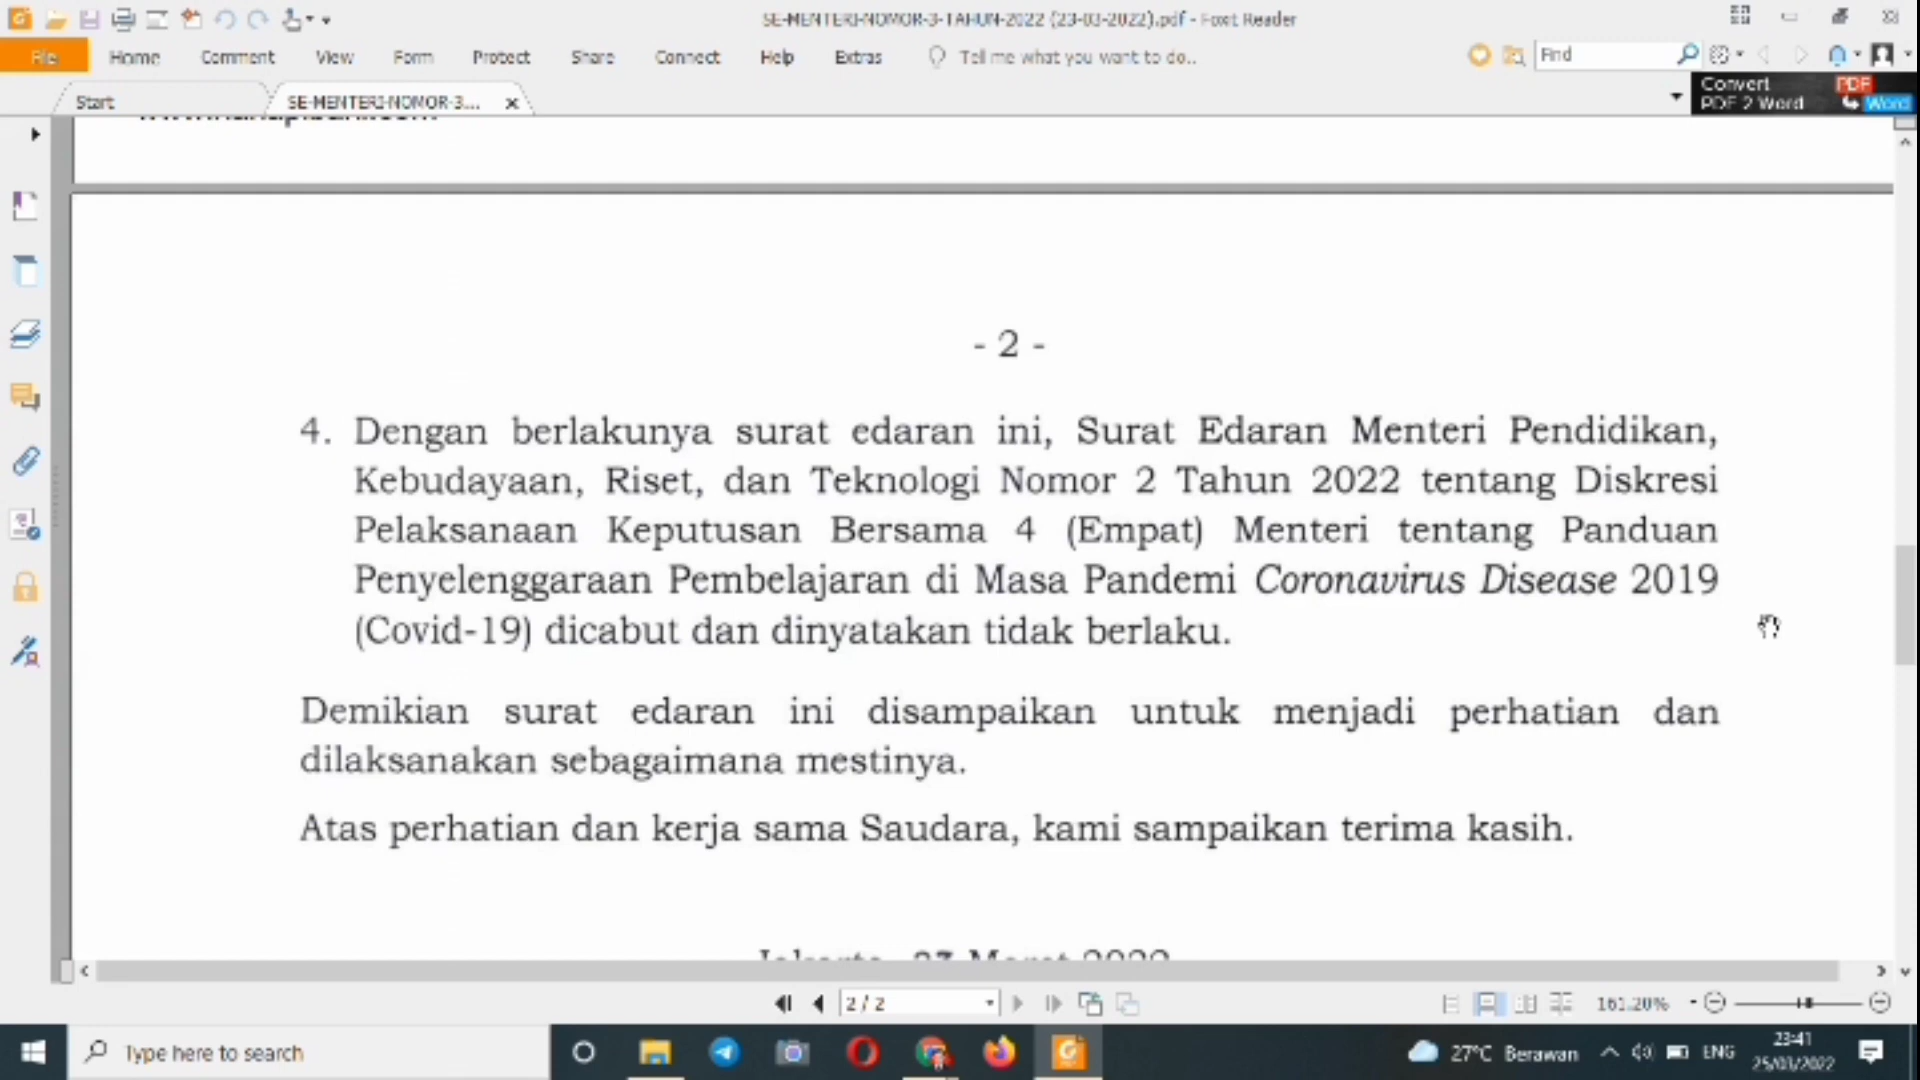 SE-MENTERI-NOMOR-3-TAHUN-2022 (23-03-2022).pdf - Foxit Reader
File Home Comment View Form Protect Share Connect Help Extras Tell me what you want to do.. Find
Start SE-MENTERI-NOMOR-3... Convert PDF
PDF 2 Word Word
- 2 -
4. Dengan berlakunya surat edaran ini, Surat Edaran Menteri Pendidikan,
Kebudayaan, Riset, dan Teknologi Nomor 2 Tahun 2022 tentang Diskresi
Pelaksanaan Keputusan Bersama 4 (Empat) Menteri tentang Panduan
Penyelenggaraan Pembelajaran di Masa Pandemi Coronavirus Disease 2019
(Covid-19) dicabut dan dinyatakan tidak berlaku.
Demikian surat edaran ini disampaikan untuk menjadi perhatian dan
dilaksanakan sebagaimana mestinya.
Atas perhatian dan kerja sama Saudara, kami sampaikan terima kasih.
2 / 2 161.20%
Type here to search 27°C Berawan ENG 23:41
25/03/2022